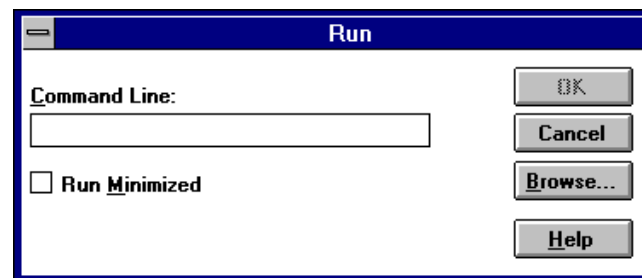 Run
Command Line:
OK
Cancel
Run Minimized
Browse...
Help